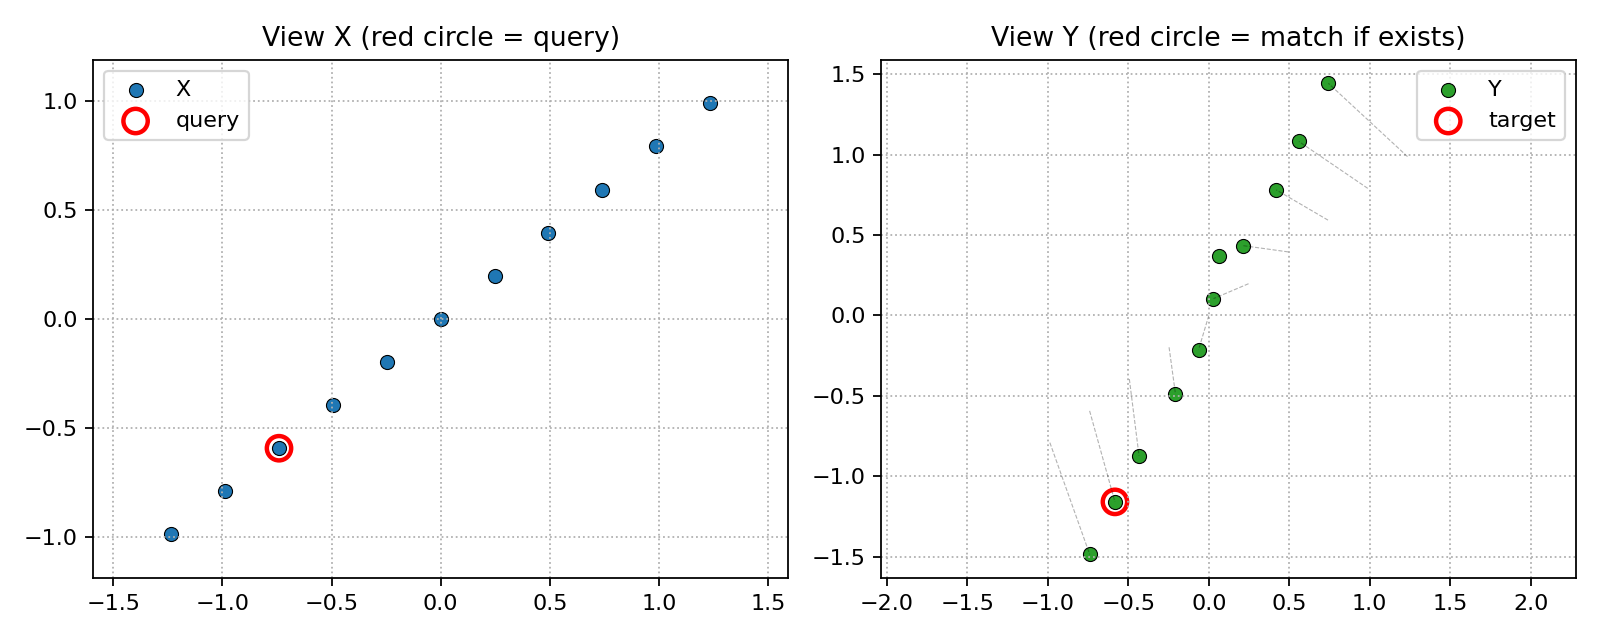 View X (red circle = query)
X
query
1.0
0.5
0.0
−0.5
−1.0
−1.5 −1.0 −0.5 0.0 0.5 1.0 1.5
View Y (red circle = match if exists)
Y
target
1.5
1.0
0.5
0.0
−0.5
−1.0
−1.5
−2.0 −1.5 −1.0 −0.5 0.0 0.5 1.0 1.5 2.0